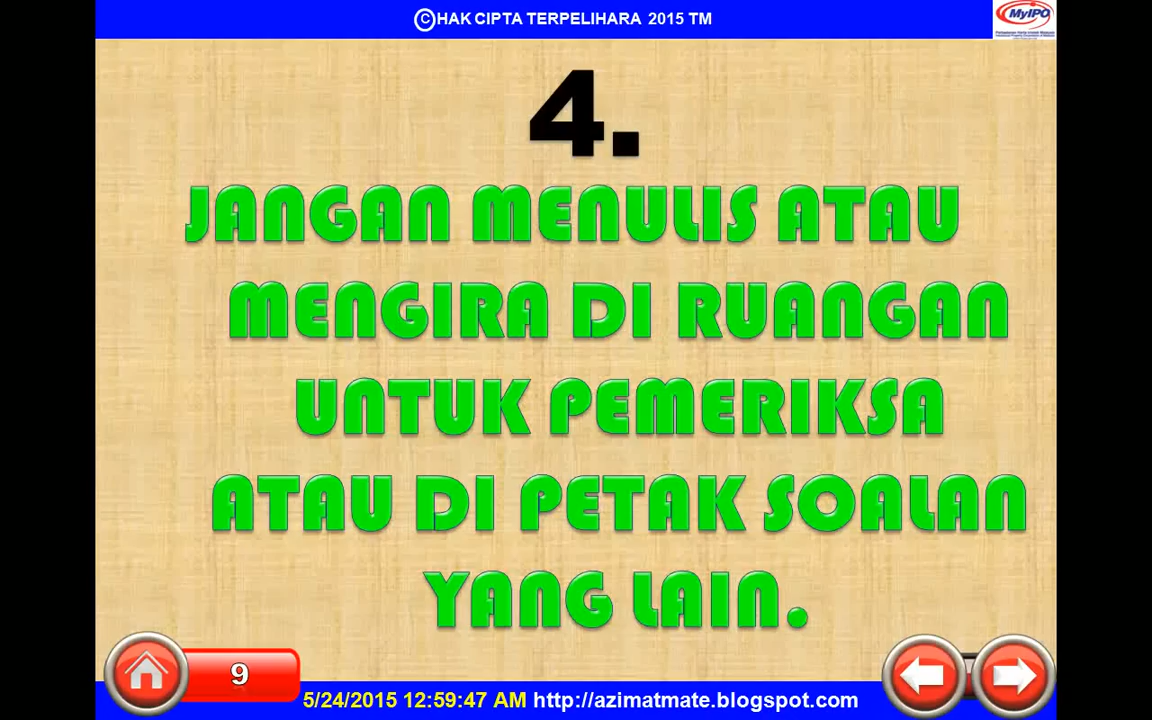 ©HAK CIPTA TERPELIHARA 2015 TM
MyIPO
4.
JANGAN MENULIS ATAU
MENGIRA DI RUANGAN
UNTUK PEMERIKSA
ATAU DI PETAK SOALAN
YANG LAIN.
9
5/24/2015 12:59:47 AM http://azimatmate.blogspot.com